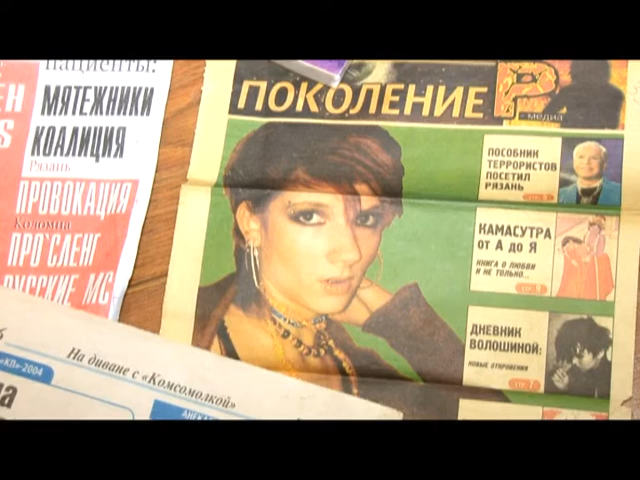 пациенты:
МЯТЕЖНИКИ
КОАЛИЦИЯ
Рязань
ПРОВОКАЦИЯ
Коломна
ПРО'СЛЕНГ
РУССКИЕ МС
ПОКОЛЕНИЕ Р
- медиа
ПОСОБНИК
ТЕРРОРИСТОВ
ПОСЕТИЛ
РЯЗАНЬ
КАМАСУТРА
от А до Я
КНИГА О ЛЮБВИ
И НЕ ТОЛЬКО...
ДНЕВНИК
ВОЛОШИНОЙ:
НОВЫЕ ОТКРОВЕНИЯ
На диване с «Комсомолкой»
«КП»-2004